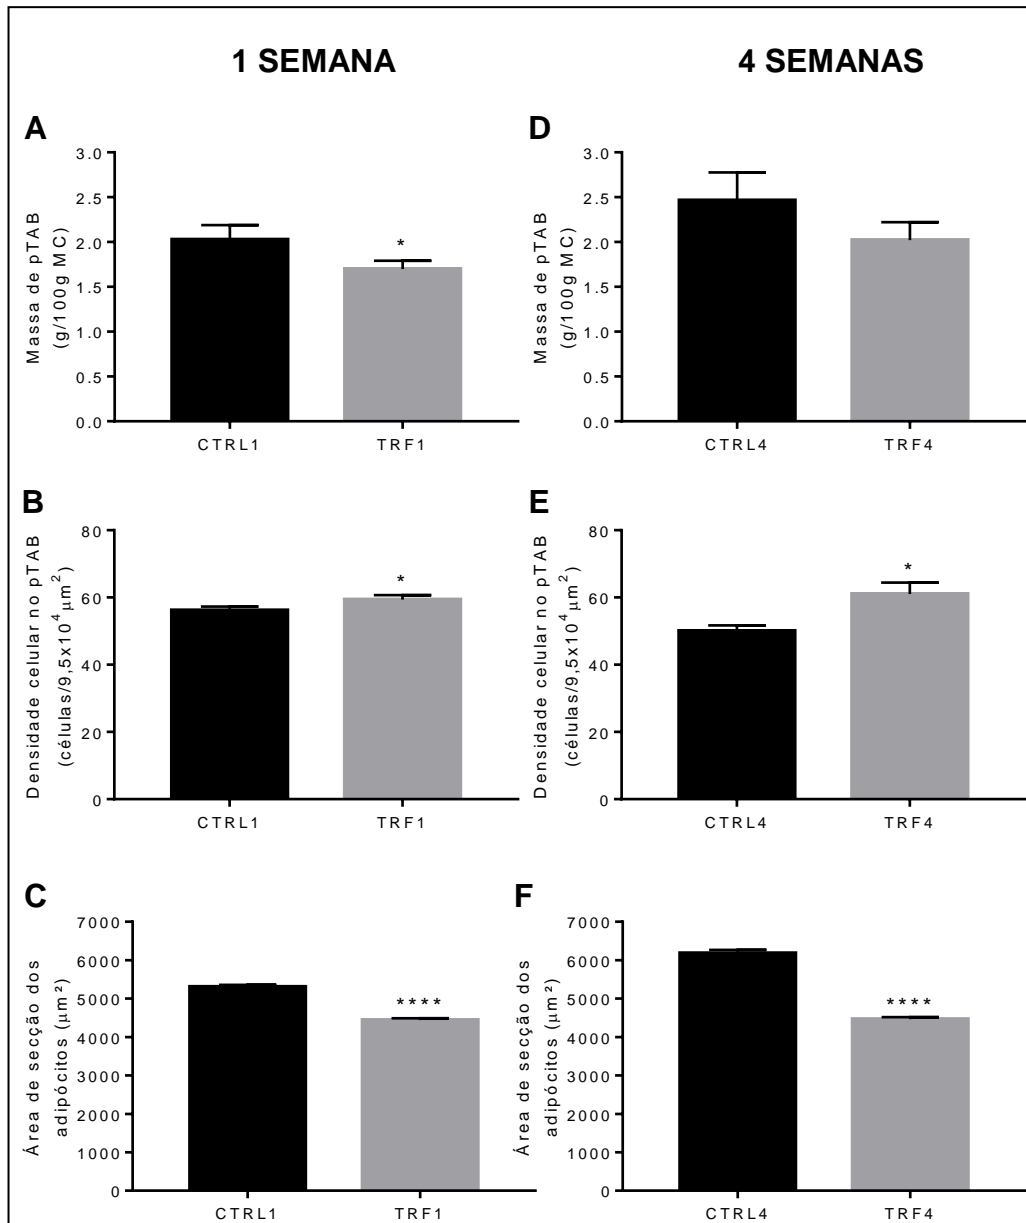 1 SEMANA
4 SEMANAS
A
Massa de pTAB
(g/100g MC)
3.0
2.5
2.0
1.5
1.0
0.5
0.0
*
CTRL1
TRF1
D
Massa de pTAB
(g/100g MC)
3.0
2.5
2.0
1.5
1.0
0.5
0.0
CTRL4
TRF4
B
Densidade celular no pTAB
(células/9,5x10⁴μm²)
80
60
40
20
0
*
CTRL1
TRF1
E
Densidade celular no pTAB
(células/9,5x10⁴μm²)
80
60
40
20
0
*
CTRL4
TRF4
C
Área de secção dos
adipócitos (μm²)
7000
6000
5000
4000
3000
2000
1000
0
****
CTRL1
TRF1
F
Área de secção dos
adipócitos (μm²)
7000
6000
5000
4000
3000
2000
1000
0
****
CTRL4
TRF4